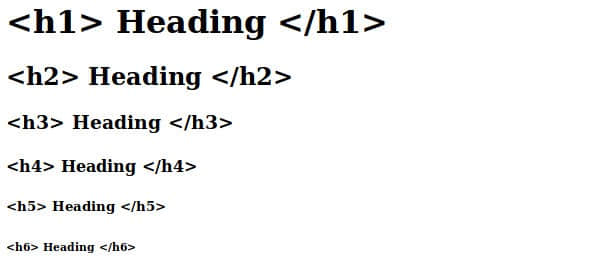 <h1> Heading </h1>
<h2> Heading </h2>
<h3> Heading </h3>
<h4> Heading </h4>
<h5> Heading </h5>
<h6> Heading </h6>